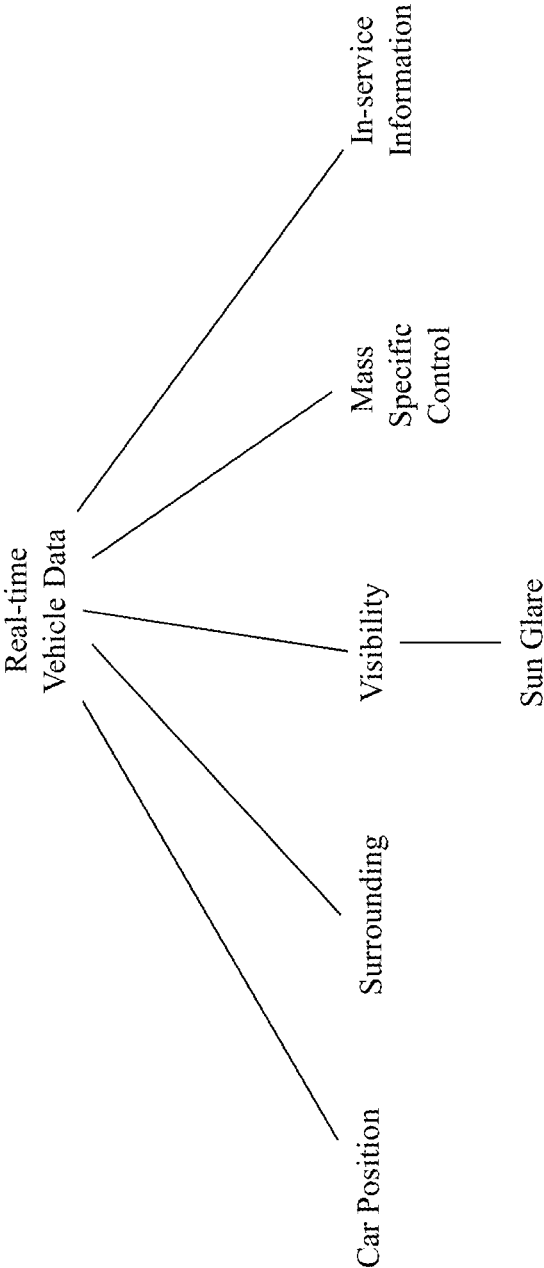 Real-time
Vehicle Data
Car Position
Surrounding
Visibility
Mass
Specific
Control
In-service
Information
Sun Glare